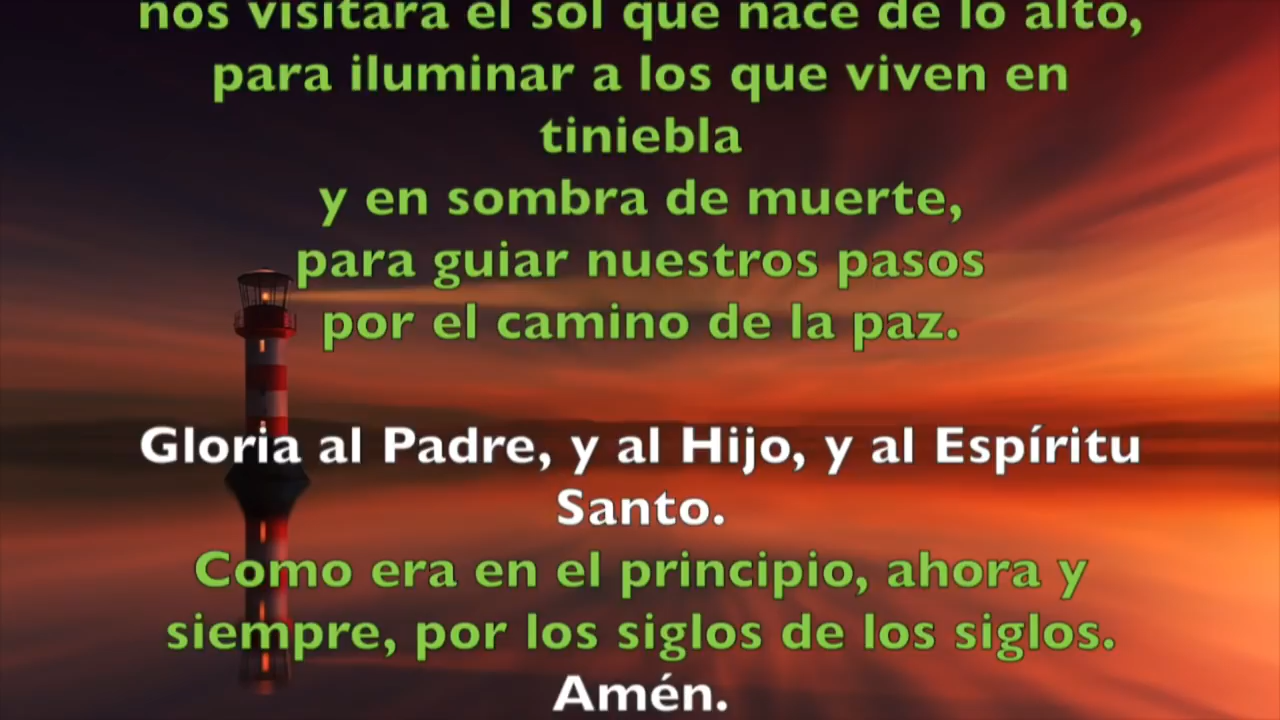 nos visitará el sol que nace de lo alto,
para iluminar a los que viven en
tiniebla
y en sombra de muerte,
para guiar nuestros pasos
por el camino de la paz.
Gloria al Padre, y al Hijo, y al Espíritu
Santo.
Como era en el principio, ahora y
siempre, por los siglos de los siglos.
Amén.